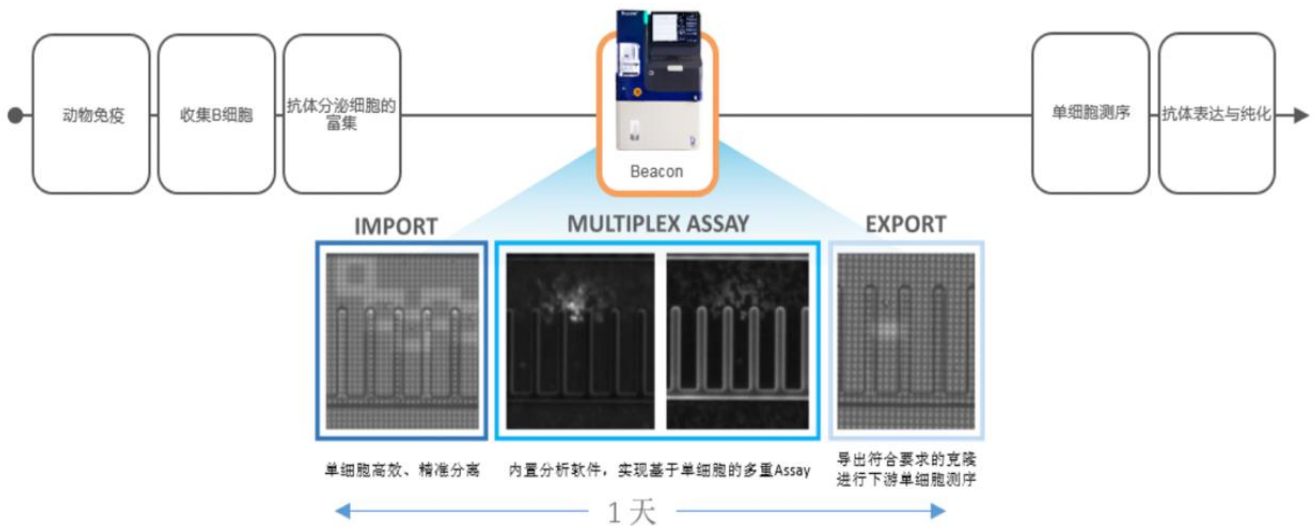 动物免疫
收集B细胞
抗体分泌细胞的
富集
Beacon
单细胞测序
抗体表达与纯化
IMPORT
MULTIPLEX ASSAY
EXPORT
单细胞高效、精准分离
内置分析软件，实现基于单细胞的多重Assay
导出符合要求的克隆
进行下游单细胞测序
1天